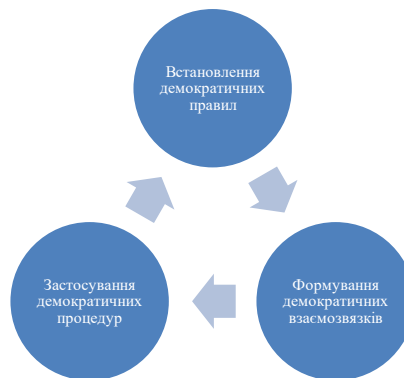 Встановлення
демократичних
правил
Застосування
демократичних
процедур
Формування
демократичних
взаємозвязків